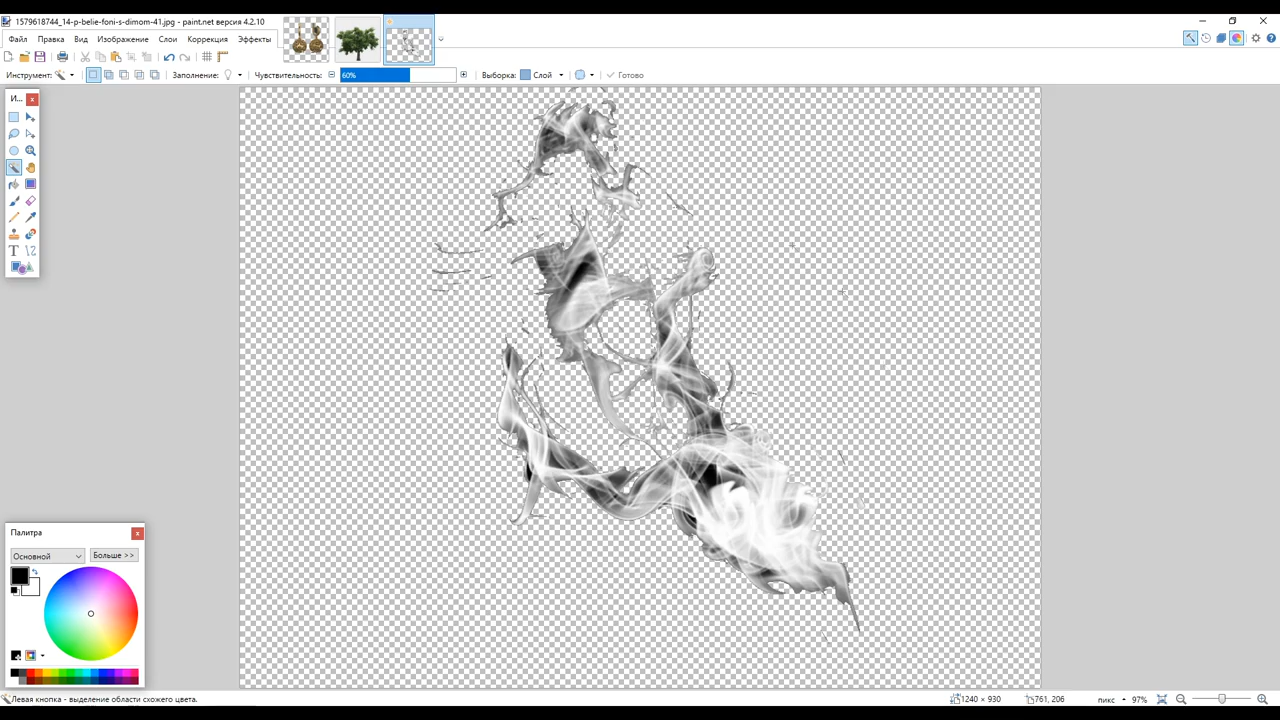 1579618744_14-p-belie-foni-s-dimom-41.jpg - paint.net версия 4.2.10
Файл Правка Вид Изображение Слои Коррекция Эффекты
Инструмент: Заполнение: Чувствительность: 60% Выборка: Слой Готово
И...
Палитра
Основной Больше >>
Левая кнопка - выделение области схожего цвета. 1240 × 930 761, 206 пикс 97%